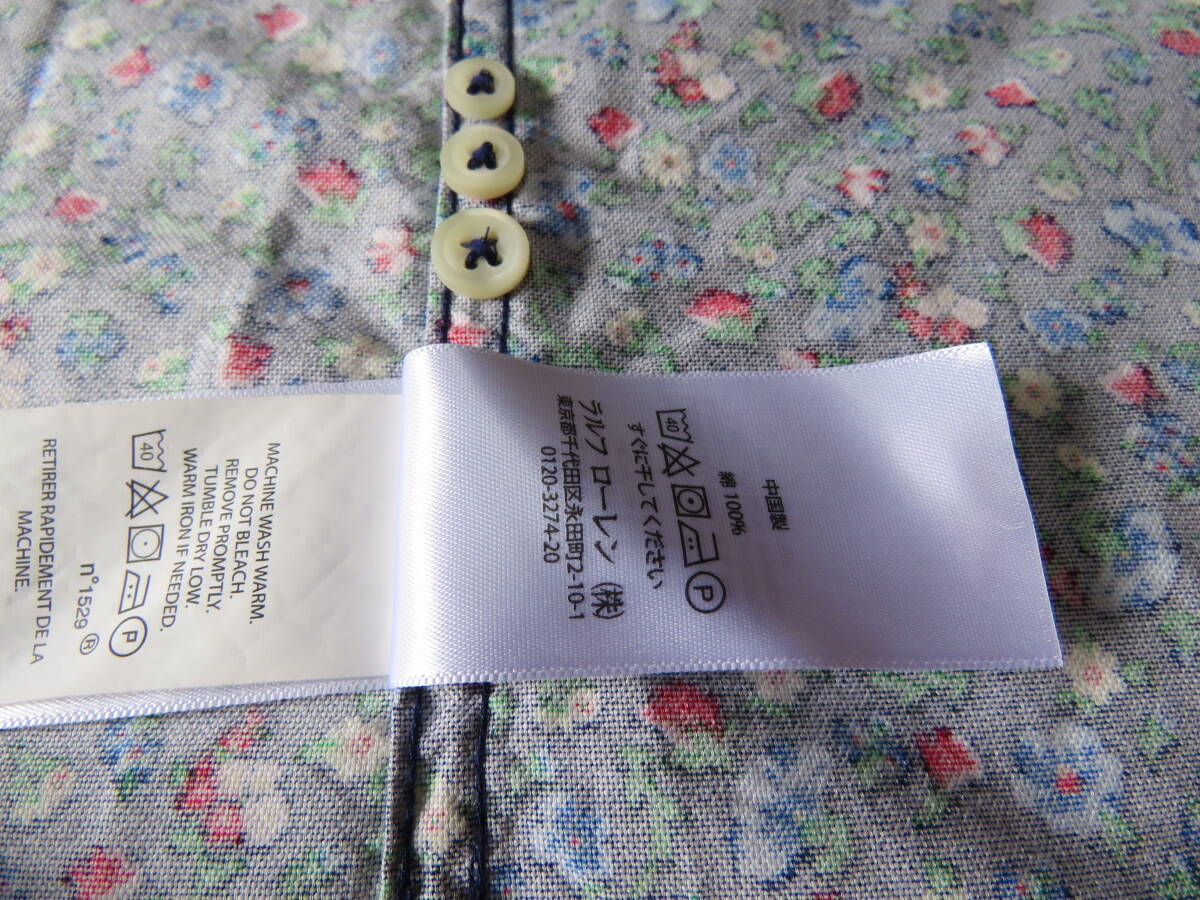 MACHINE WASH WARM.
DO NOT BLEACH.
REMOVE PROMPTLY.
TUMBLE DRY LOW.
WARM IRON IF NEEDED.
40
P
n°1529 ®
RETIRER RAPIDEMENT DE LA
MACHINE.
中国製
綿 100%
40
P
すぐに干してください
ラルフ ローレン (株)
東京都千代田区永田町2-10-1
0120-3274-20